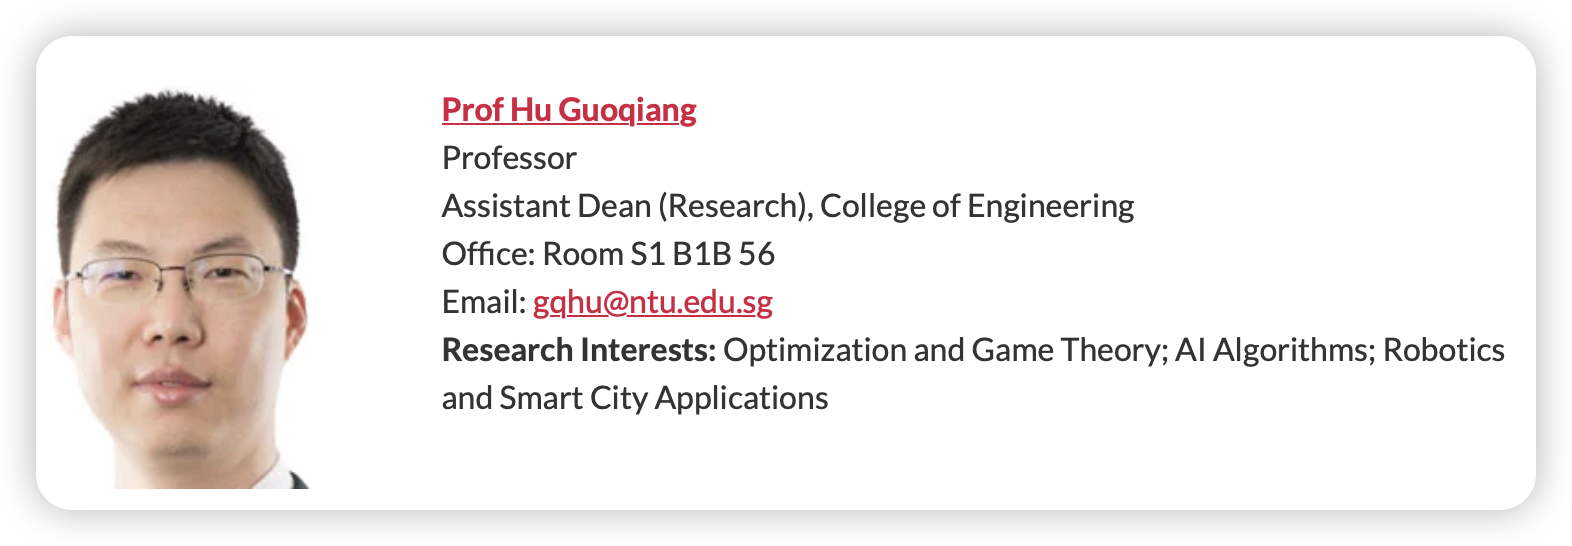 Prof Hu Guoqiang
Professor
Assistant Dean (Research), College of Engineering
Office: Room S1 B1B 56
Email: gqhu@ntu.edu.sg
Research Interests: Optimization and Game Theory; AI Algorithms; Robotics
and Smart City Applications